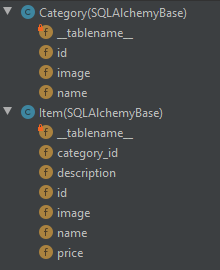 Category(SQLAlchemyBase)
__tablename__
id
image
name
Item(SQLAlchemyBase)
__tablename__
category_id
description
id
image
name
price